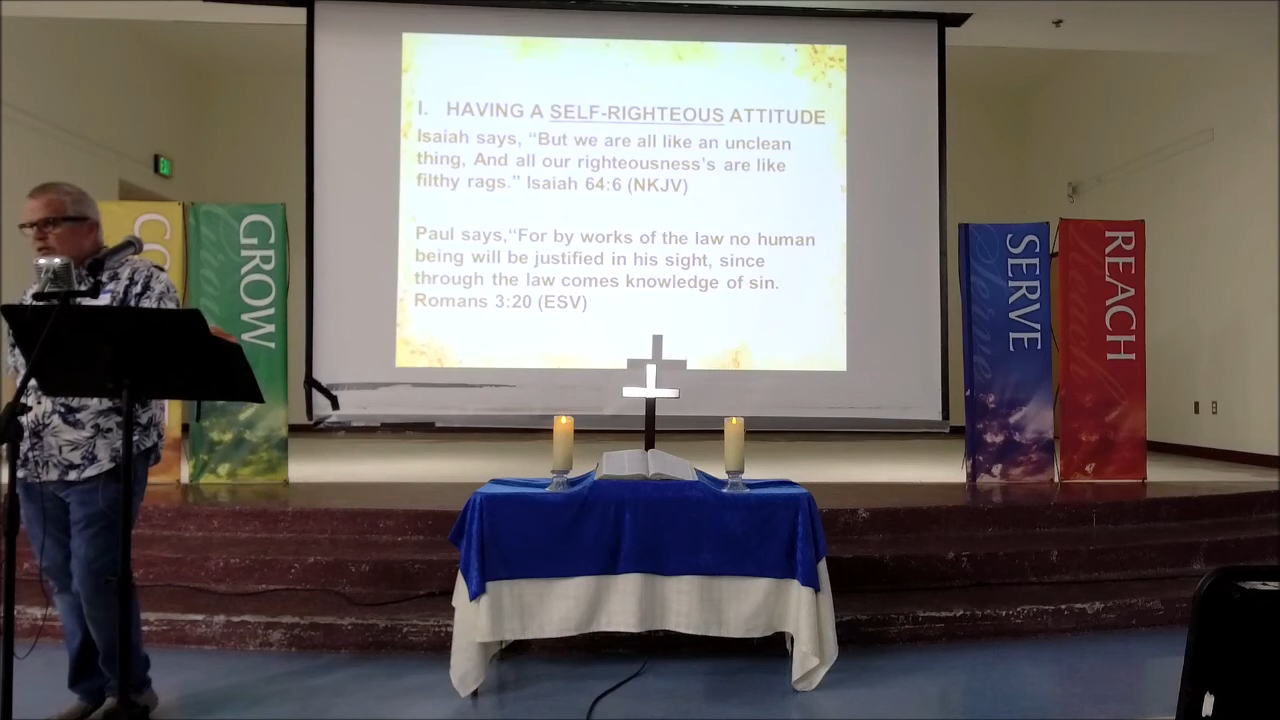 I. HAVING A SELF-RIGHTEOUS ATTITUDE
Isaiah says, “But we are all like an unclean
thing, And all our righteousness’s are like
filthy rags.” Isaiah 64:6 (NKJV)
Paul says,“For by works of the law no human
being will be justified in his sight, since
through the law comes knowledge of sin.
Romans 3:20 (ESV)
GROW
SERVE
REACH